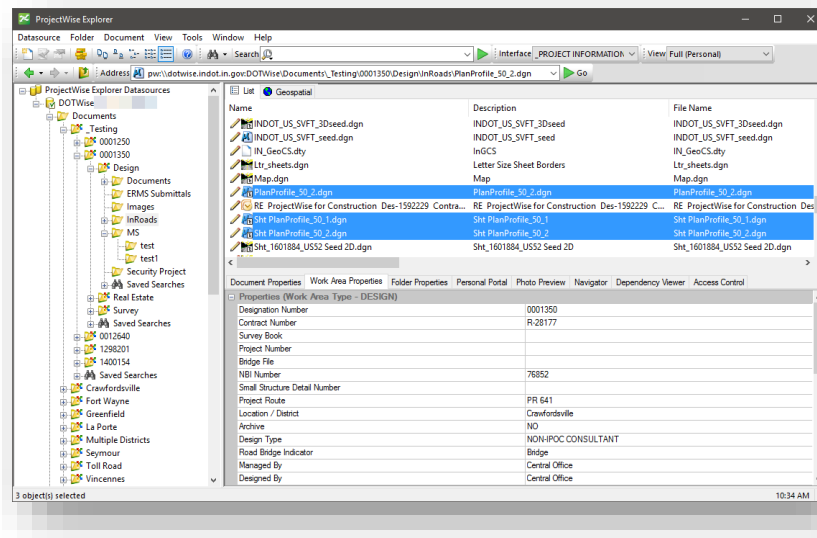 ProjectWise Explorer
Datasource Folder Document View Tools Window Help
Search Interface _PROJECT INFORMATION View Full (Personal)
Address pw:\\dotwise.indot.in.gov:DOTWise\Documents\_Testing\0001350\Design\InRoads\PlanProfile_50_2.dgn Go
ProjectWise Explorer Datasources
DOTWise
Documents
_Testing
0001250
0001350
Design
Documents
ERMS Submittals
Images
InRoads
MS
test
test1
Security Project
Saved Searches
Real Estate
Survey
Saved Searches
0012640
1298201
1400154
Saved Searches
Crawfordsville
Fort Wayne
Greenfield
La Porte
Multiple Districts
Seymour
Toll Road
Vincennes
List Geospatial
Name Description File Name
INDOT_US_SVFT_3Dseed.dgn INDOT_US_SVFT_3Dseed INDOT_US_SVFT_3Dseed.dgn
INDOT_US_SVFT_seed.dgn INDOT_US_SVFT_seed INDOT_US_SVFT_seed.dgn
IN_GeoCS.dty InGCS IN_GeoCS.dty
Ltr_sheets.dgn Letter Size Sheet Borders Ltr_sheets.dgn
Map.dgn Map Map.dgn
PlanProfile_50_2.dgn PlanProfile_50_2.dgn PlanProfile_50_2.dgn
RE ProjectWise for Construction Des-1592229 Contra... RE ProjectWise for Construction Des-1592229 C... RE ProjectWise for Construction Des
Sht PlanProfile_50_1.dgn Sht PlanProfile_50_1 Sht PlanProfile_50_1.dgn
Sht PlanProfile_50_2.dgn Sht PlanProfile_50_2 Sht PlanProfile_50_2.dgn
Sht_1601884_US52 Seed 2D.dgn Sht_1601884_US52 Seed 2D Sht_1601884_US52 Seed 2D.dgn
Document Properties Work Area Properties Folder Properties Personal Portal Photo Preview Navigator Dependency Viewer Access Control
Properties (Work Area Type - DESIGN)
Designation Number 0001350
Contract Number R-28177
Survey Book
Project Number
Bridge File
NBI Number 76852
Small Structure Detail Number
Project Route PR 641
Location / District Crawfordsville
Archive NO
Design Type NON-IPOC CONSULTANT
Road Bridge Indicator Bridge
Managed By Central Office
Designed By Central Office
3 object(s) selected 10:34 AM